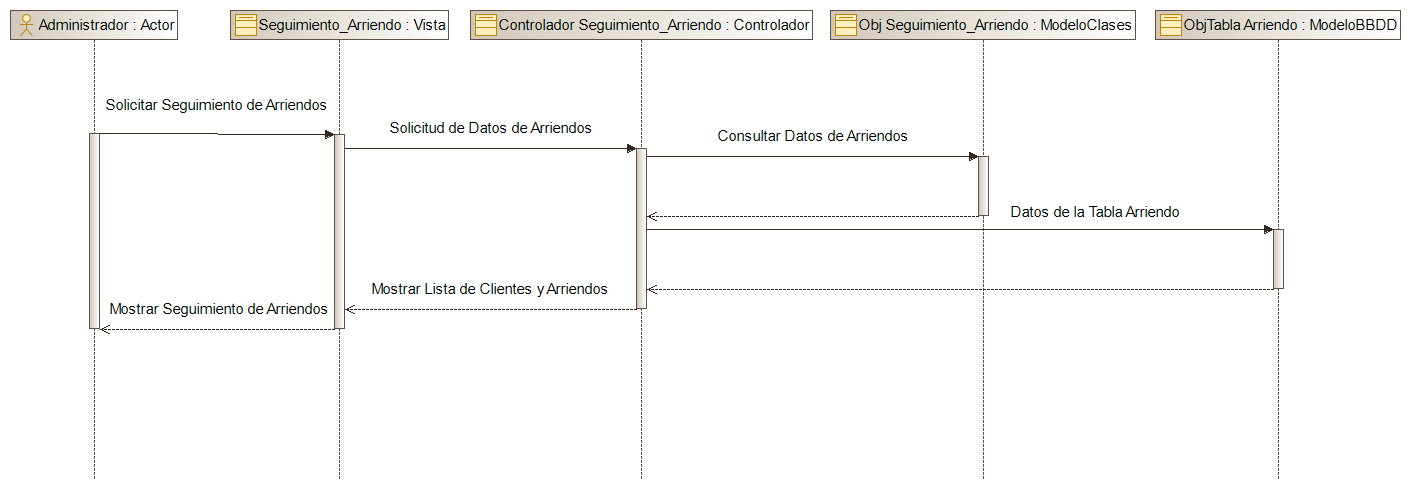 Administrador : Actor
Seguimiento_Arriendo : Vista
Controlador Seguimiento_Arriendo : Controlador
Obj Seguimiento_Arriendo : ModeloClases
ObjTabla Arriendo : ModeloBBDD
Solicitar Seguimiento de Arriendos
Solicitud de Datos de Arriendos
Consultar Datos de Arriendos
Datos de la Tabla Arriendo
Mostrar Lista de Clientes y Arriendos
Mostrar Seguimiento de Arriendos